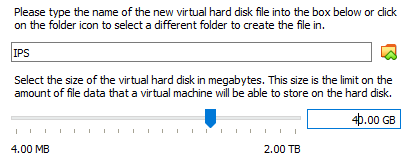 Please type the name of the new virtual hard disk file into the box below or click
on the folder icon to select a different folder to create the file in.
IPS
Select the size of the virtual hard disk in megabytes. This size is the limit on the
amount of file data that a virtual machine will be able to store on the hard disk.
40.00 GB
4.00 MB 2.00 TB